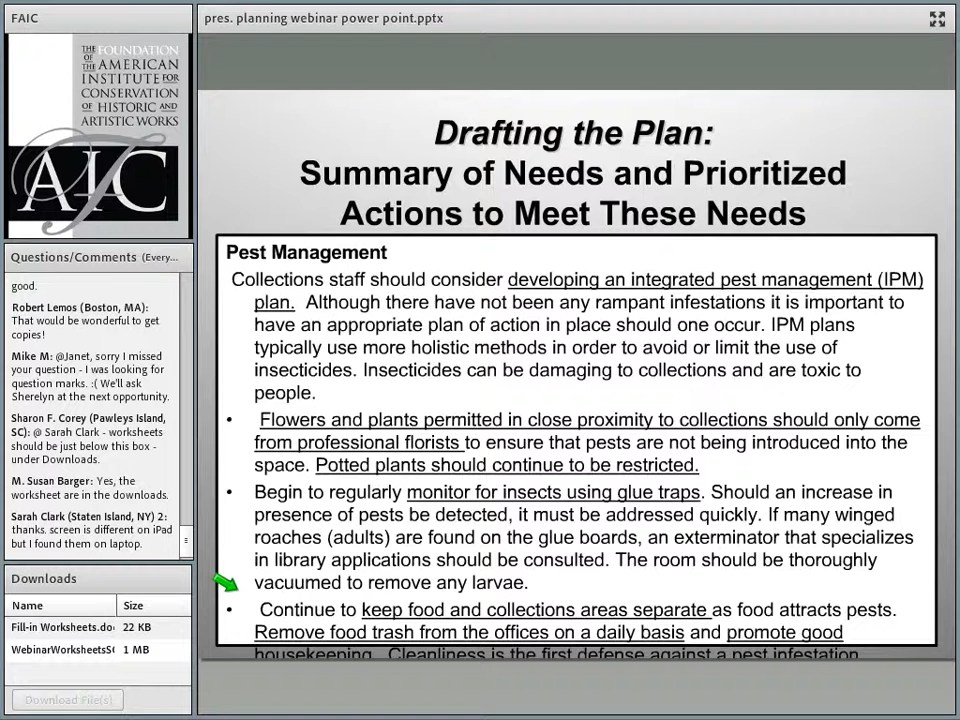 FAIC
THE FOUNDATION
OF THE AMERICAN
INSTITUTE FOR
CONSERVATION
OF HISTORIC AND
ARTISTIC WORKS
AIC
Questions/Comments (Every...
good.
Robert Lemos (Boston, MA):
That would be wonderful to get
copies!
Mike M: @Janet, sorry I missed
your question - I was looking for
question marks. :( We'll ask
Sherelyn at the next opportunity.
Sharon F. Corey (Pawleys Island,
SC): @ Sarah Clark - worksheets
should be just below this box -
under Downloads.
M. Susan Barger: Yes, the
worksheet are in the downloads.
Sarah Clark (Staten Island, NY) 2:
thanks. screen is different on iPad
but I found them on laptop.
Downloads
Name Size
Fill-in Worksheets.do 22 KB
WebinarWorksheetsS 1 MB
Download File(s)
pres. planning webinar power point.pptx
Drafting the Plan:
Summary of Needs and Prioritized
Actions to Meet These Needs
Pest Management
Collections staff should consider developing an integrated pest management (IPM)
plan. Although there have not been any rampant infestations it is important to
have an appropriate plan of action in place should one occur. IPM plans
typically use more holistic methods in order to avoid or limit the use of
insecticides. Insecticides can be damaging to collections and are toxic to
people.
• Flowers and plants permitted in close proximity to collections should only come
from professional florists to ensure that pests are not being introduced into the
space. Potted plants should continue to be restricted.
• Begin to regularly monitor for insects using glue traps. Should an increase in
presence of pests be detected, it must be addressed quickly. If many winged
roaches (adults) are found on the glue boards, an exterminator that specializes
in library applications should be consulted. The room should be thoroughly
vacuumed to remove any larvae.
• Continue to keep food and collections areas separate as food attracts pests.
Remove food trash from the offices on a daily basis and promote good
housekeeping. Cleanliness is the first defense against a pest infestation